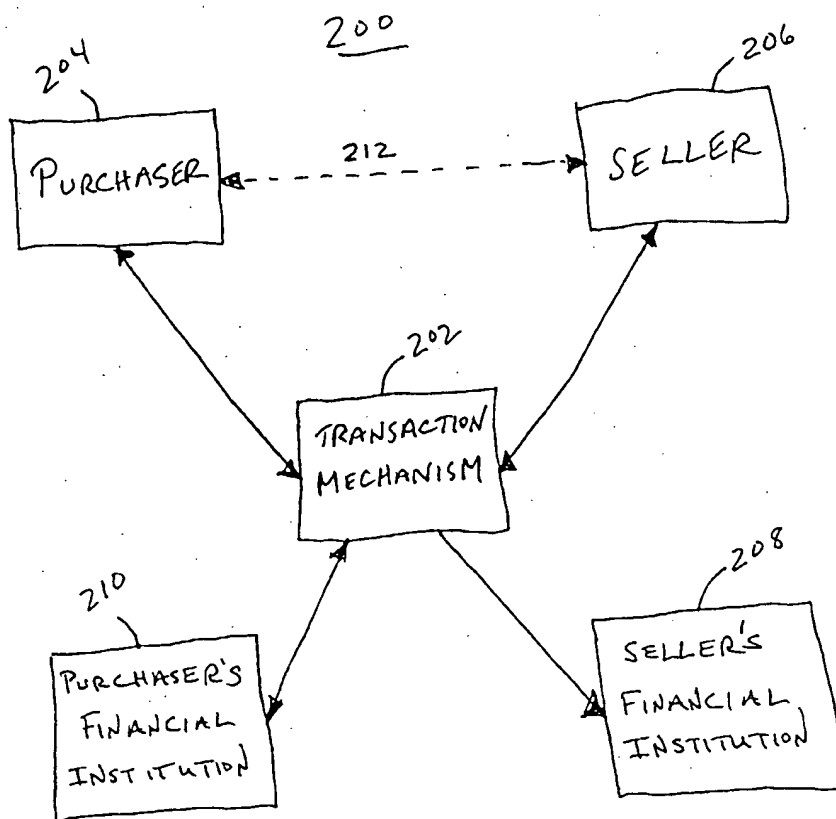 200
204
206
PURCHASER
212
SELLER
202
TRANSACTION
MECHANISM
210
208
PURCHASER'S
FINANCIAL
INSTITUTION
SELLER'S
FINANCIAL
INSTITUTION